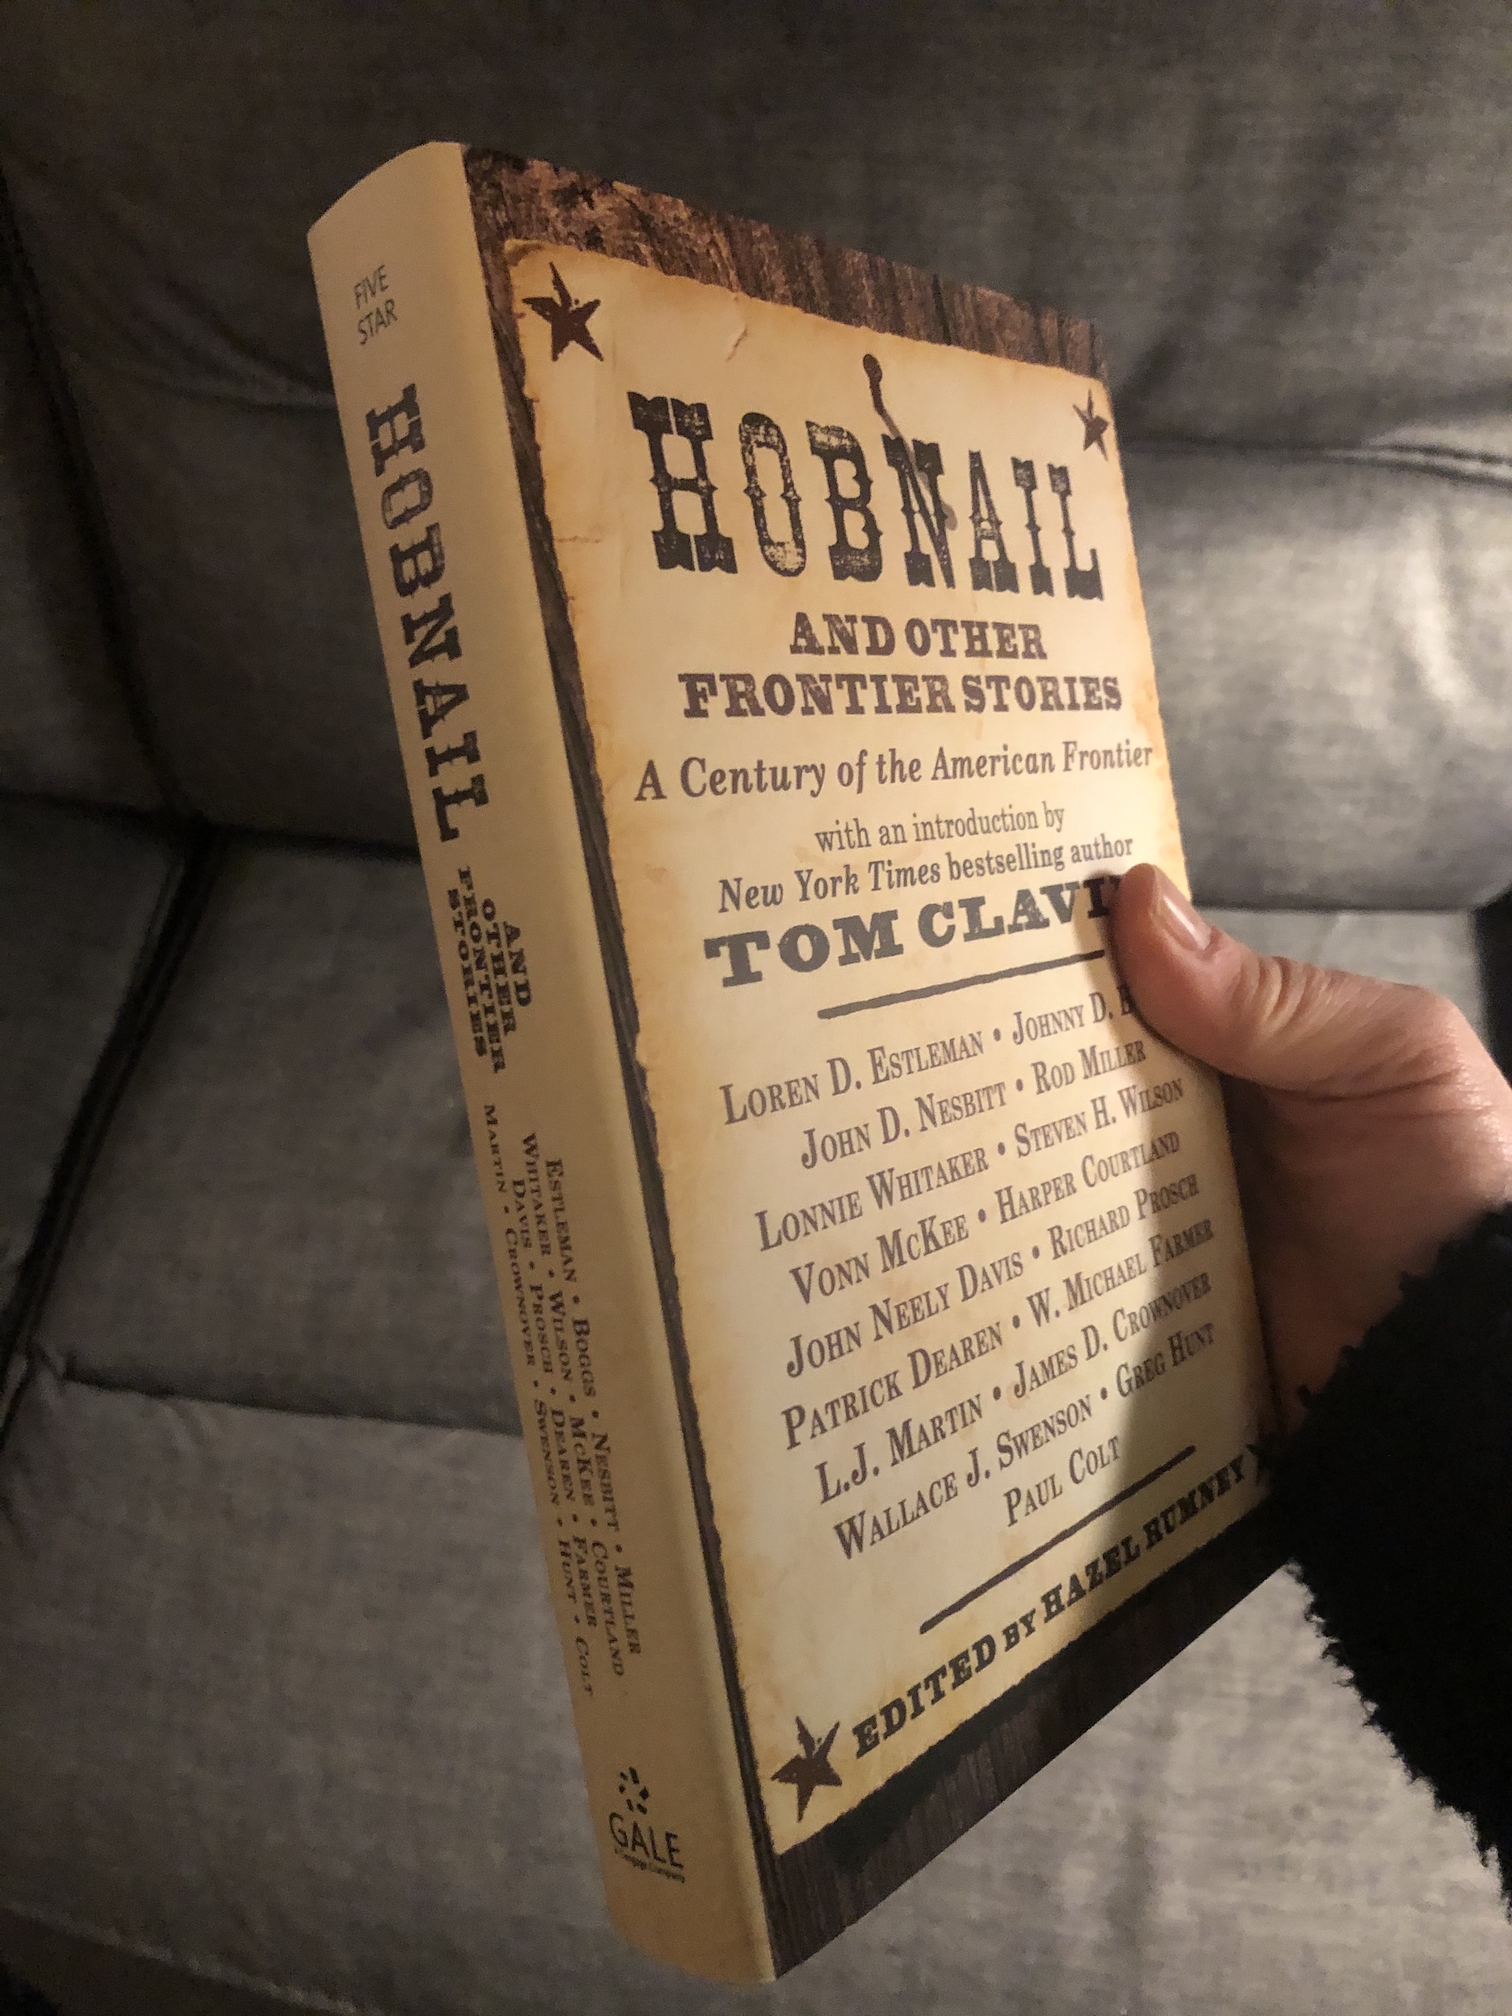 FIVE
STAR
HOBNAIL
AND
OTHER
FRONTIER
STORIES
ESTLEMAN • BOGGS • NESBITT • MILLER
WHITAKER • WILSON • MCKEE • COURTLAND
DAVIS • PROSCH • DEAREN • FARMER
MARTIN • CROWNOVER • SWENSON • HUNT • COLT
GALE
A Cengage Company
HOBNAIL
AND OTHER
FRONTIER STORIES
A Century of the American Frontier
with an introduction by
New York Times bestselling author
TOM CLAVI
LOREN D. ESTLEMAN • JOHNNY D. B
JOHN D. NESBITT • ROD MILLER
LONNIE WHITAKER • STEVEN H. WILSON
VONN MCKEE • HARPER COURTLAND
JOHN NEELY DAVIS • RICHARD PROSCH
PATRICK DEAREN • W. MICHAEL FARMER
L.J. MARTIN • JAMES D. CROWNOVER
WALLACE J. SWENSON • GREG HUNT
PAUL COLT
EDITED BY HAZEL RUMNEY